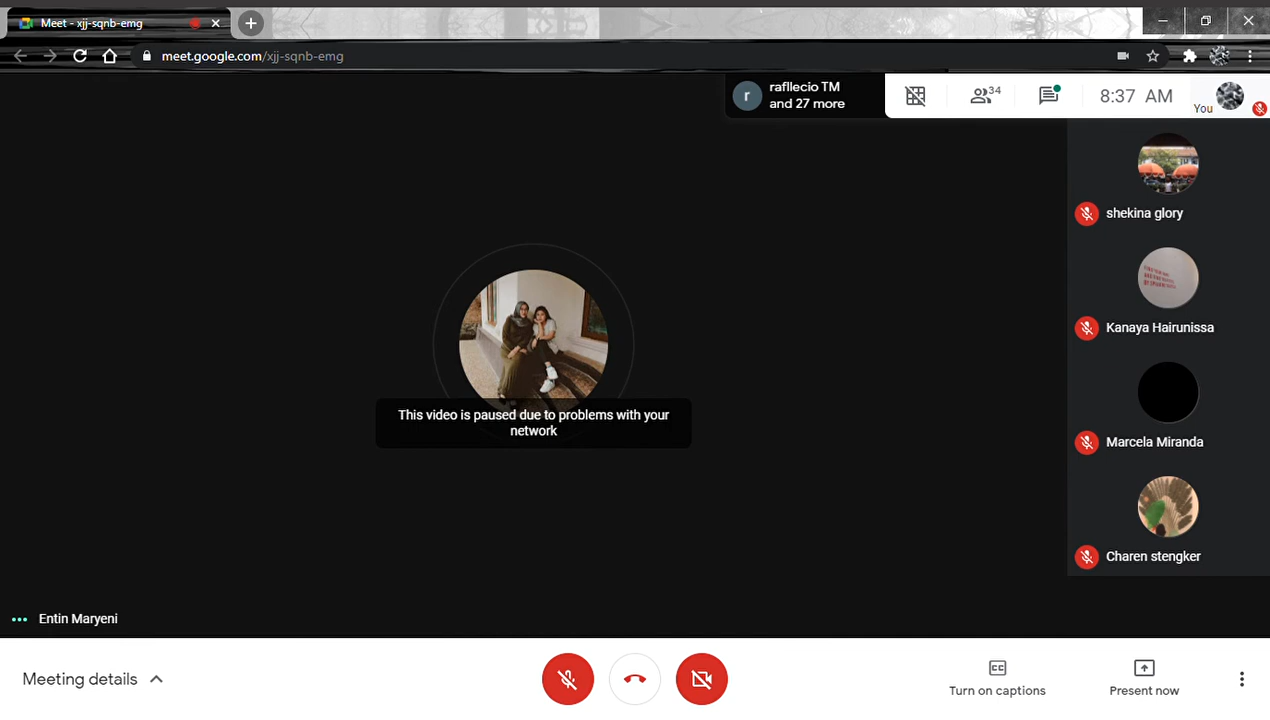 Meet - xjj-sqnb-emg
meet.google.com/xjj-sqnb-emg
r
rafllecio TM
and 27 more
34
8:37 AM
You
shekina glory
Kanaya Hairunissa
Marcela Miranda
Charen stengker
This video is paused due to problems with your
network
Entin Maryeni
Meeting details
CC
Turn on captions
Present now